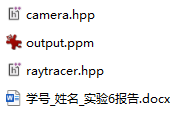 camera.hpp
output.ppm
raytracer.hpp
学号_姓名_实验6报告.docx